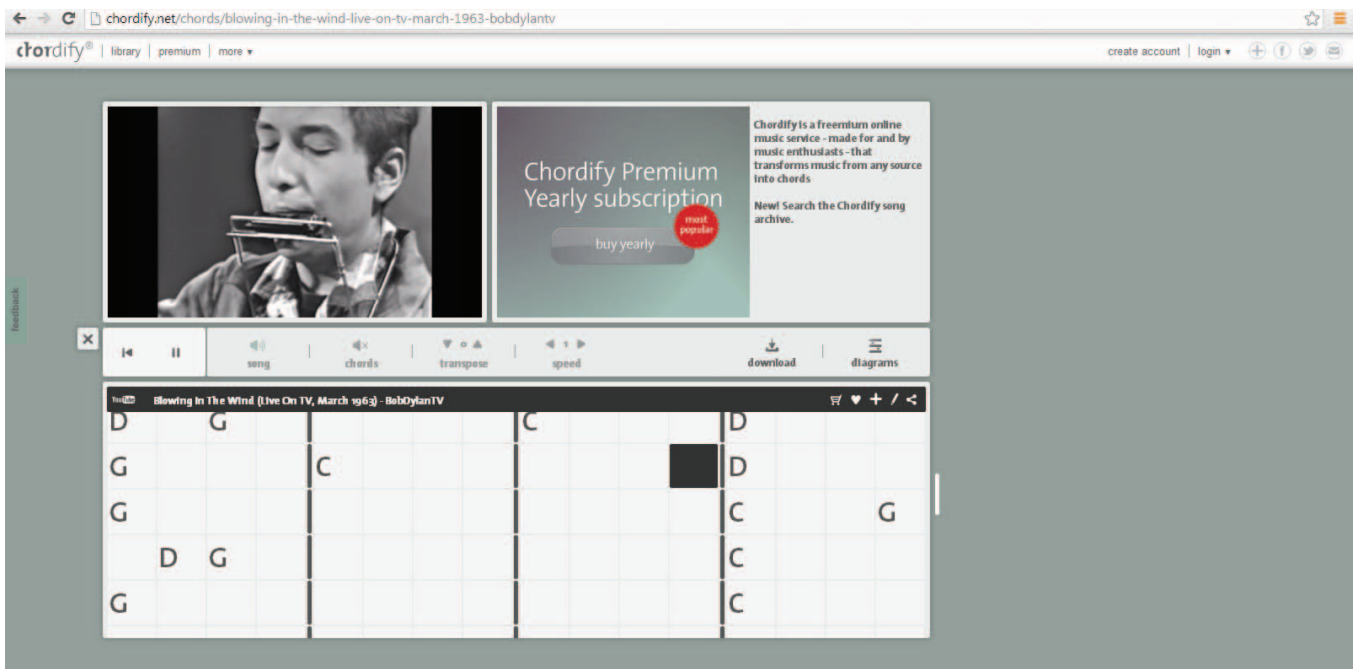 chordify.net/chords/blowing-in-the-wind-live-on-tv-march-1963-bobdylantv
chordify® | library | premium | more ▾ create account | login ▾
Chordify Premium
Yearly subscription
most
popular
buy yearly
Chordify is a freemium online
music service - made for and by
music enthusiasts - that
transforms music from any source
into chords
New! Search the Chordify song
archive.
feedback
0 1
song chords transpose speed download diagrams
YouTube Blowing In The Wind (Live On TV, March 1963) - BobDylanTV
D G C D
G C D
G C G
D G C
G C